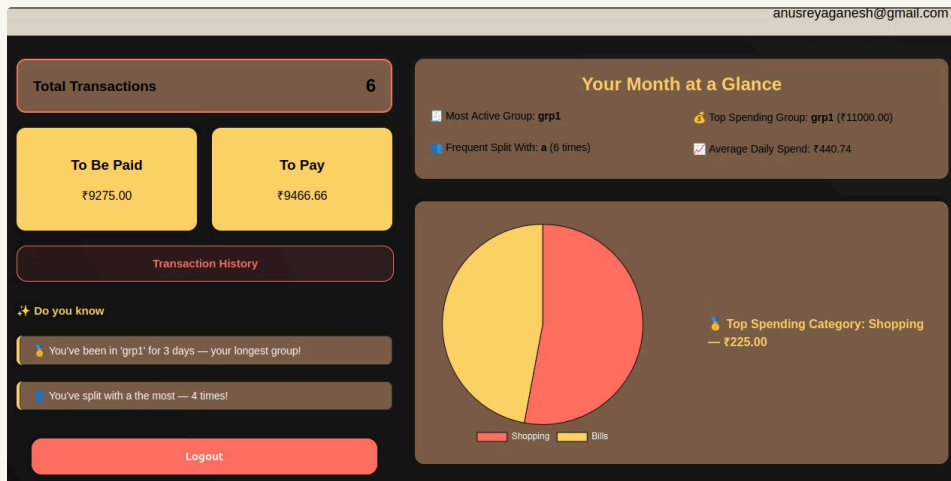 anusreyaganesh@gmail.com
Total Transactions 6
To Be Paid
₹9275.00
To Pay
₹9466.66
Transaction History
✨ Do you know
🏅 You've been in 'grp1' for 3 days — your longest group!
👤 You've split with a the most — 4 times!
Logout
Your Month at a Glance
🧾 Most Active Group: grp1
💰 Top Spending Group: grp1 (₹11000.00)
👥 Frequent Split With: a (6 times)
📈 Average Daily Spend: ₹440.74
🏅 Top Spending Category: Shopping
— ₹225.00
Shopping Bills